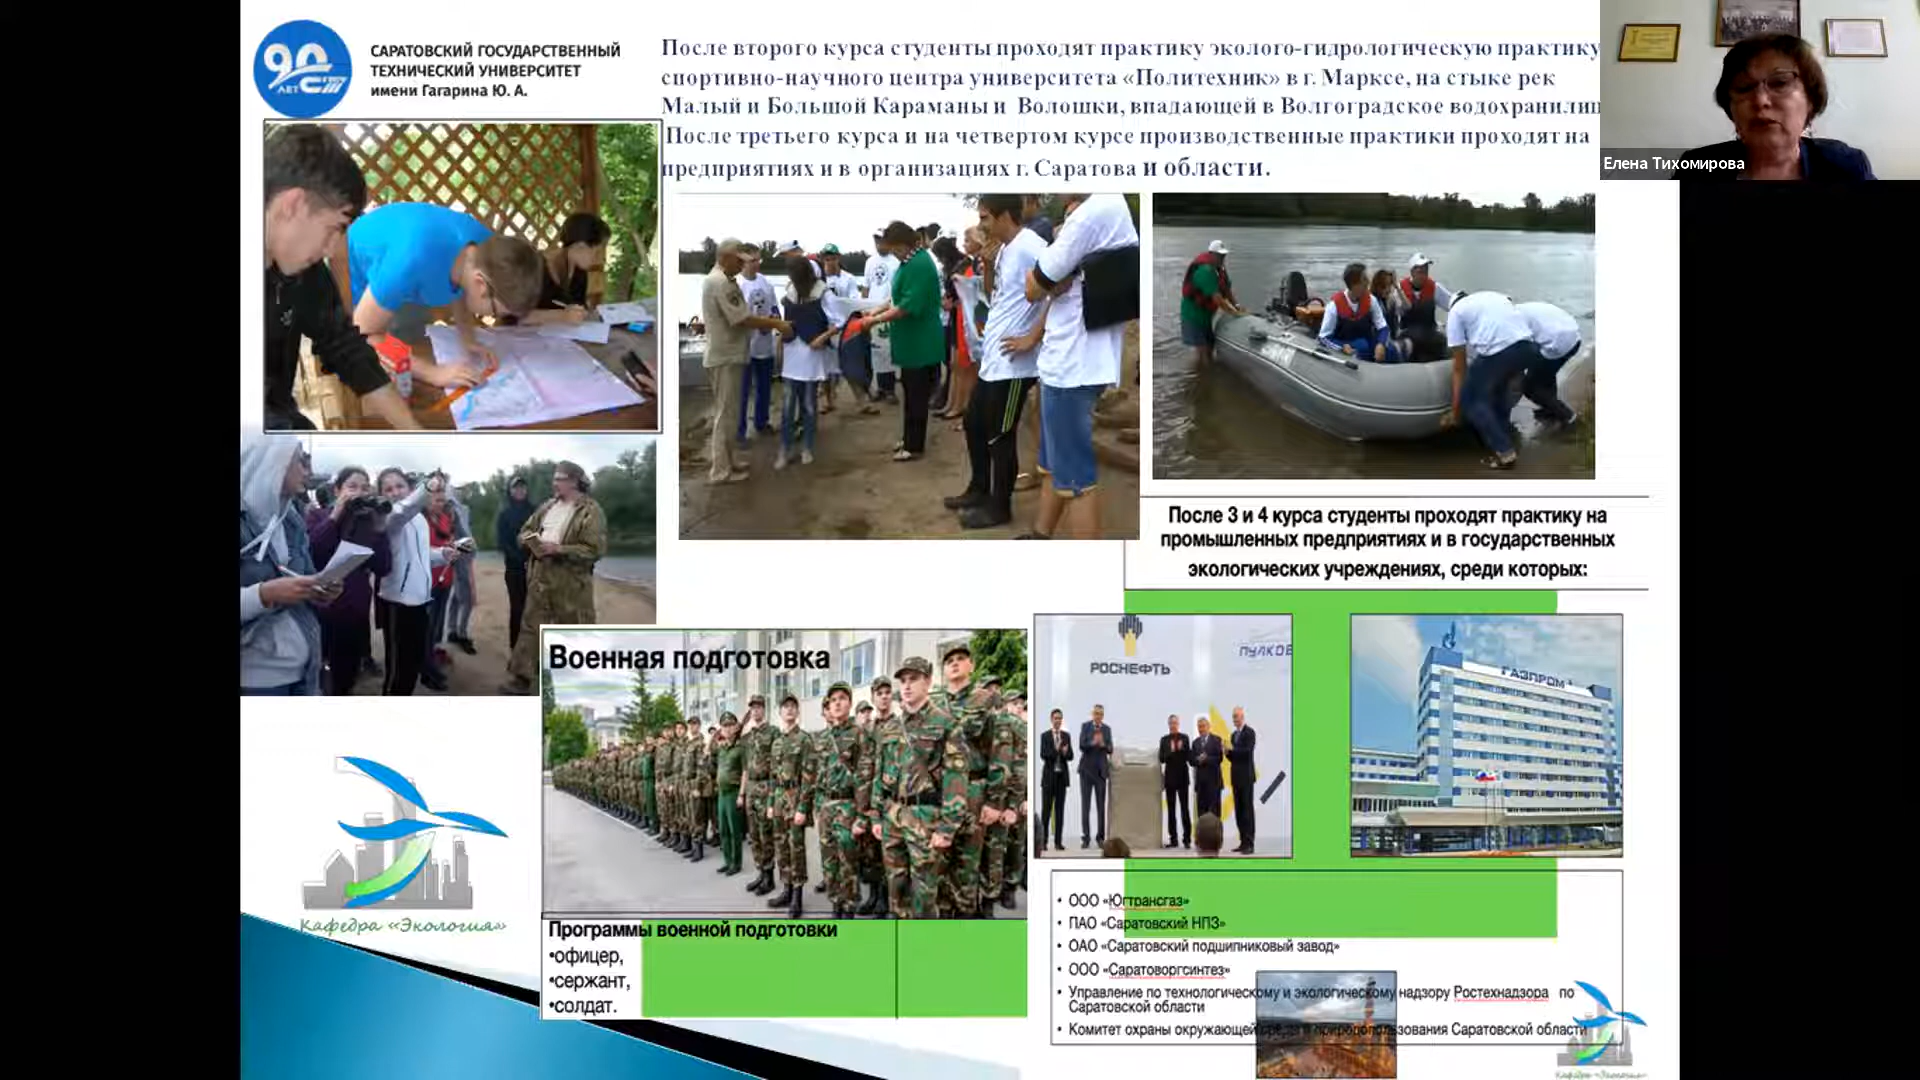 90
ЛЕТ СГТУ
САРАТОВСКИЙ ГОСУДАРСТВЕННЫЙ
ТЕХНИЧЕСКИЙ УНИВЕРСИТЕТ
имени Гагарина Ю. А.
После второго курса студенты проходят практику эколого-гидрологическую практику
спортивно-научного центра университета «Политехник» в г. Марксе, на стыке рек
Малый и Большой Караманы и Волошки, впадающей в Волгоградское водохранилищ
После третьего курса и на четвертом курсе производственные практики проходят на
предприятиях и в организациях г. Саратова и области.
Елена Тихомирова
После 3 и 4 курса студенты проходят практику на
промышленных предприятиях и в государственных
экологических учреждениях, среди которых:
Военная подготовка
РОСНЕФТЬ
ПУЛКОВ
ГАЗПРОМ
Программы военной подготовки
•офицер,
•сержант,
•солдат.
Кафедра «Экология»
• ООО «Югтрансгаз»
• ПАО «Саратовский НПЗ»
• ОАО «Саратовский подшипниковый завод»
• ООО «Саратоворгсинтез»
• Управление по технологическому и экологическому надзору Ростехнадзора по
Саратовской области
• Комитет охраны окружающей среды и природопользования Саратовской области
Кафедра «Экология»